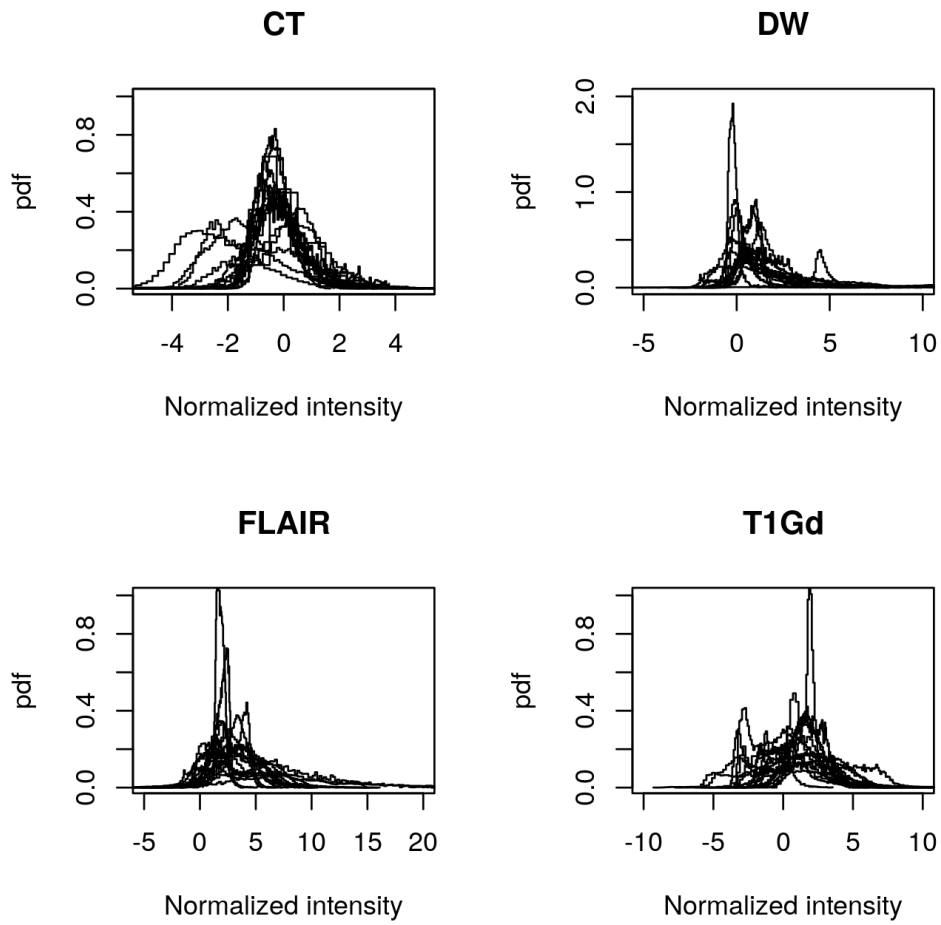 CT
pdf
0.0 0.4 0.8
-4 -2 0 2 4
Normalized intensity
DW
pdf
0.0 1.0 2.0
-5 0 5 10
Normalized intensity
FLAIR
pdf
0.0 0.4 0.8
-5 0 5 10 15 20
Normalized intensity
T1Gd
pdf
0.0 0.4 0.8
-10 -5 0 5 10
Normalized intensity